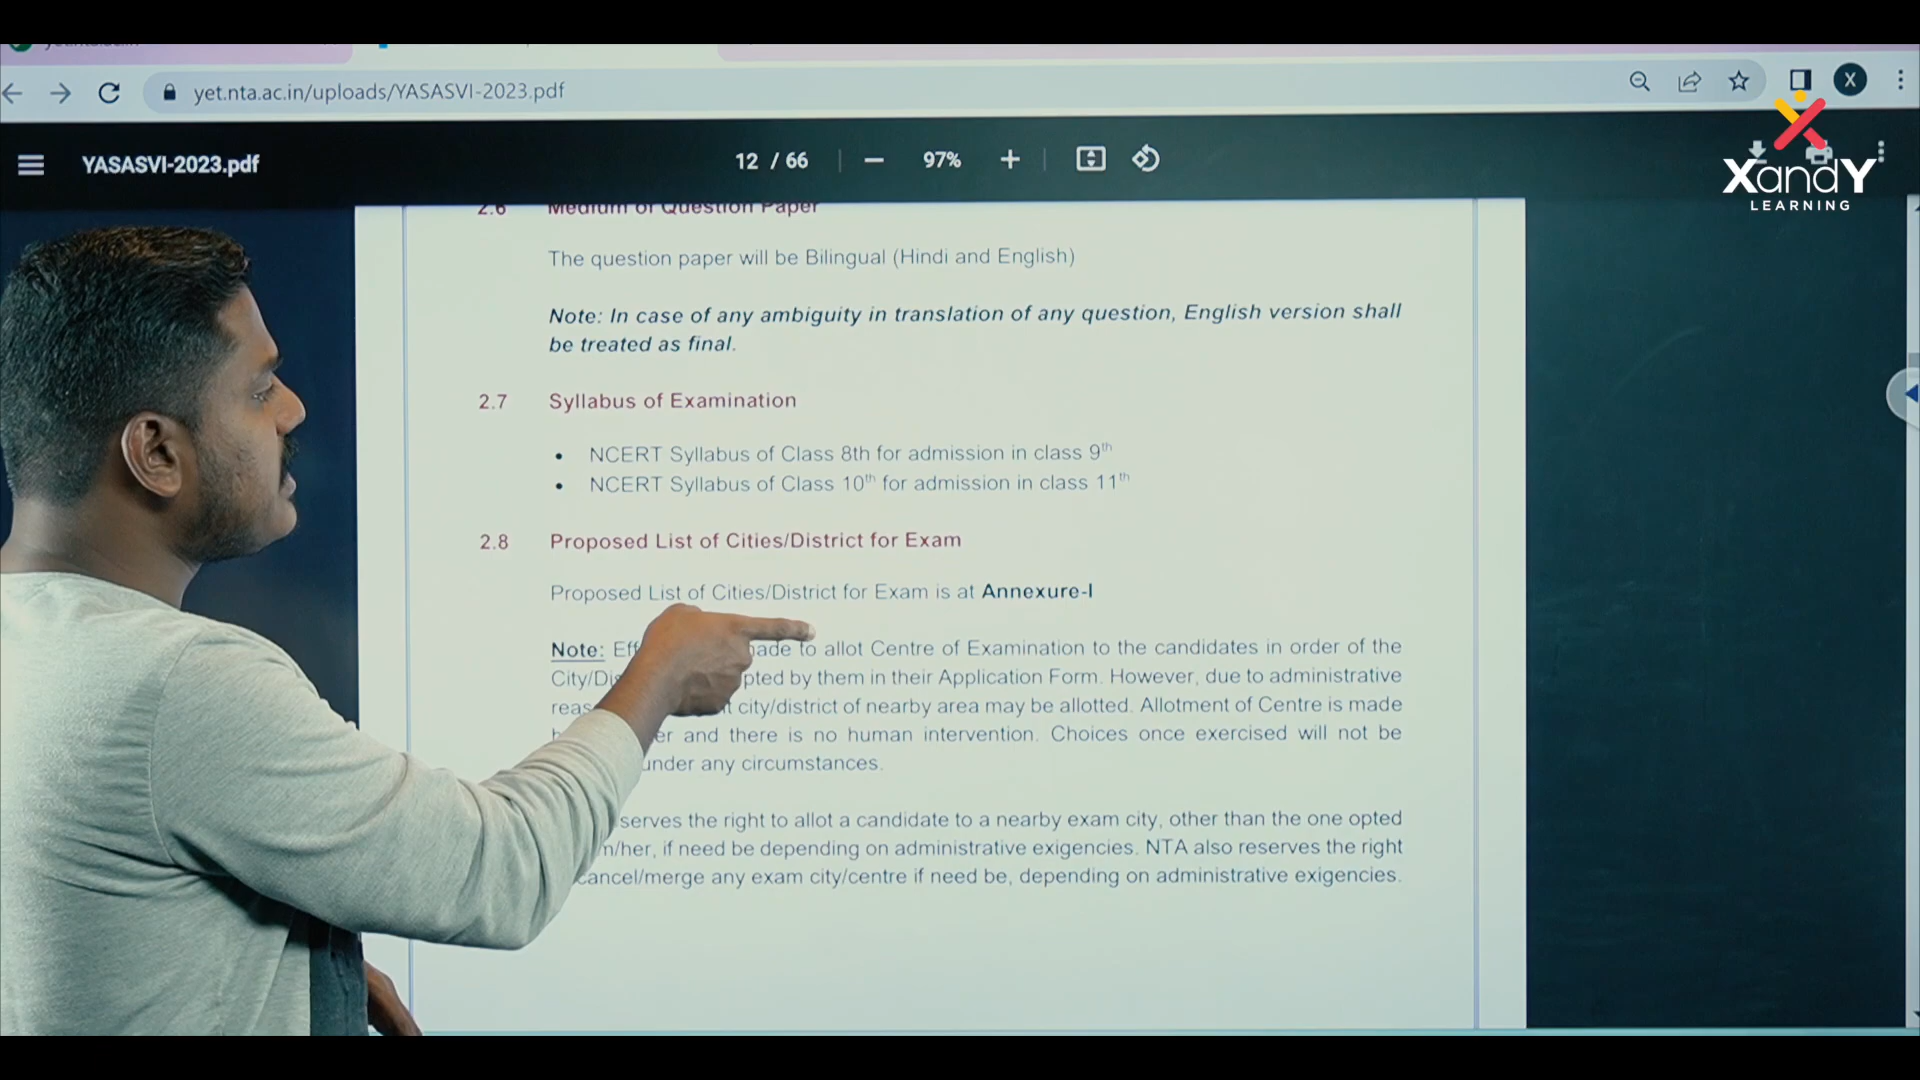 yet.nta.ac.in/uploads/YASASVI-2023.pdf
X
YASASVI-2023.pdf
12 / 66
97%
XandY
LEARNING
2.6 Medium of Question Paper
The question paper will be Bilingual (Hindi and English)
Note: In case of any ambiguity in translation of any question, English version shall
be treated as final.
2.7 Syllabus of Examination
• NCERT Syllabus of Class 8th for admission in class 9th
• NCERT Syllabus of Class 10th for admission in class 11th
2.8 Proposed List of Cities/District for Exam
Proposed List of Cities/District for Exam is at Annexure-I
Note: to allot Centre of Examination to the candidates in order of the
by them in their Application Form. However, due to administrative
city/district of nearby area may be allotted. Allotment of Centre is made
and there is no human intervention. Choices once exercised will not be
under any circumstances.
the right to allot a candidate to a nearby exam city, other than the one opted
if need be depending on administrative exigencies. NTA also reserves the right
cancel/merge any exam city/centre if need be, depending on administrative exigencies.